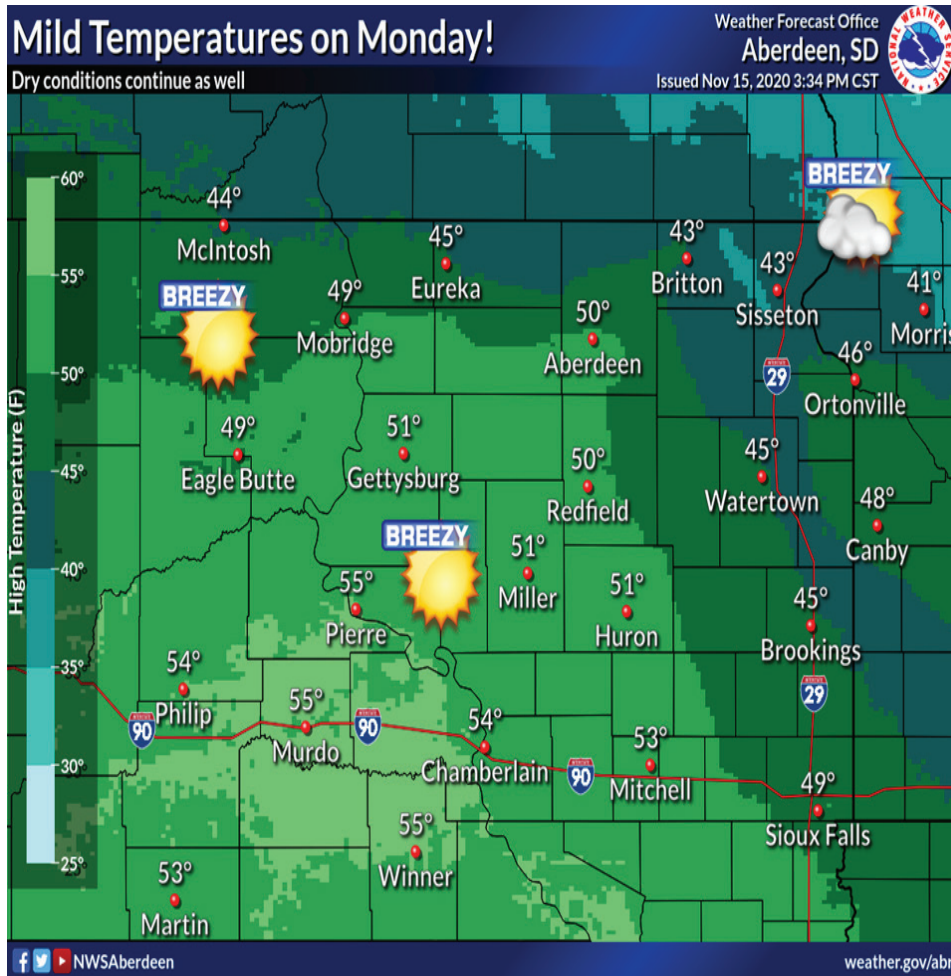 Mild Temperatures on Monday!
Dry conditions continue as well
Weather Forecast Office
Aberdeen, SD
Issued Nov 15, 2020 3:34 PM CST
NATIONAL WEATHER SERVICE
High Temperature (F)
60°
55°
50°
45°
40°
35°
30°
25°
44°
McIntosh
45°
Eureka
43°
Britton
43°
Sisseton
BREEZY
41°
Morris
BREEZY
49°
Mobridge
50°
Aberdeen
29
46°
Ortonville
49°
Eagle Butte
51°
Gettysburg
50°
Redfield
45°
Watertown
48°
Canby
BREEZY
55°
Pierre
51°
Miller
51°
Huron
45°
Brookings
54°
Philip
90
55°
Murdo
90
54°
Chamberlain
90
53°
Mitchell
29
49°
Sioux Falls
55°
Winner
53°
Martin
NWSAberdeen
weather.gov/abr